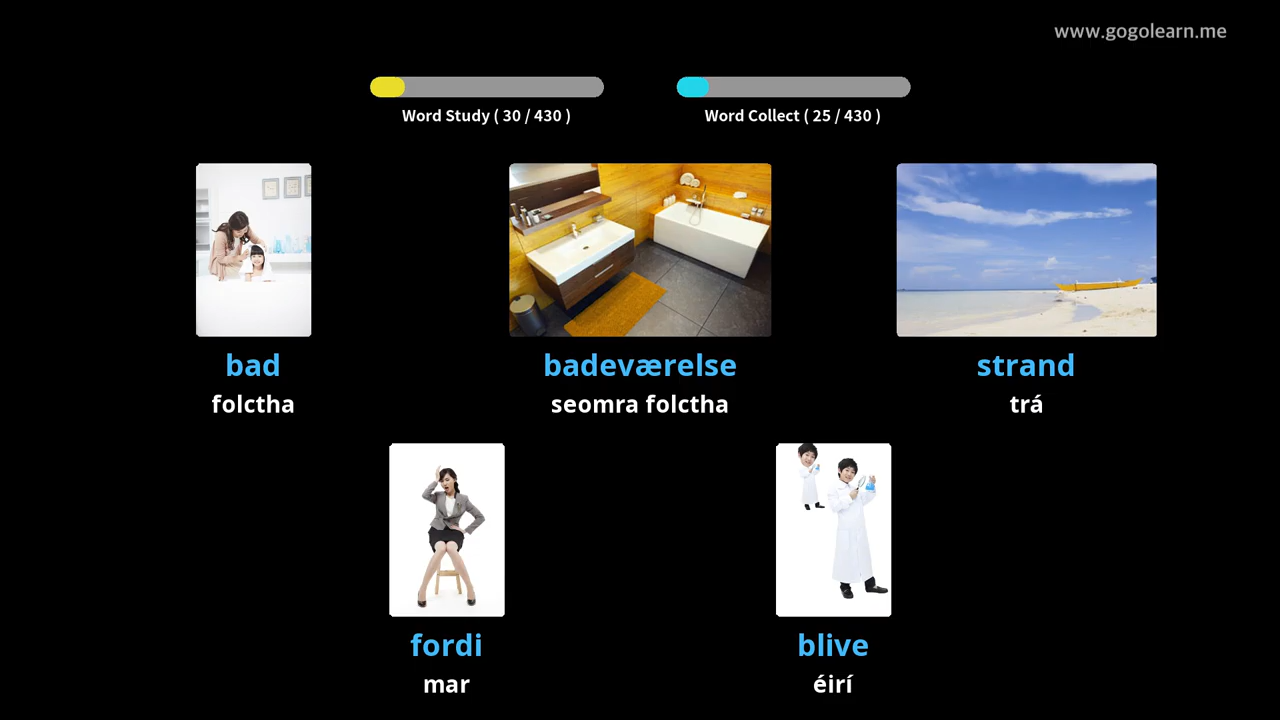 www.gogolearn.me
Word Study ( 30 / 430 )
Word Collect ( 25 / 430 )
bad
folctha
badeværelse
seomra folctha
strand
trá
fordi
mar
blive
éirí